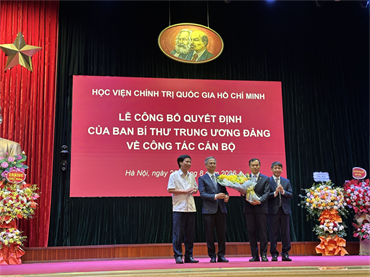 HỌC VIỆN CHÍNH TRỊ QUỐC GIA HỒ CHÍ MINH
LỄ CÔNG BỐ QUYẾT ĐỊNH
CỦA BAN BÍ THƯ TRUNG ƯƠNG ĐẢNG
VỀ CÔNG TÁC CÁN BỘ
Hà Nội, ngày